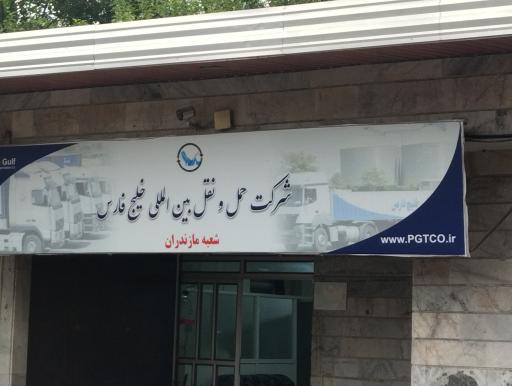 Gulf
شرکت حمل و نقل بین المللی خلیج فارس
شعبه مازندران
www.PGTCO.ir